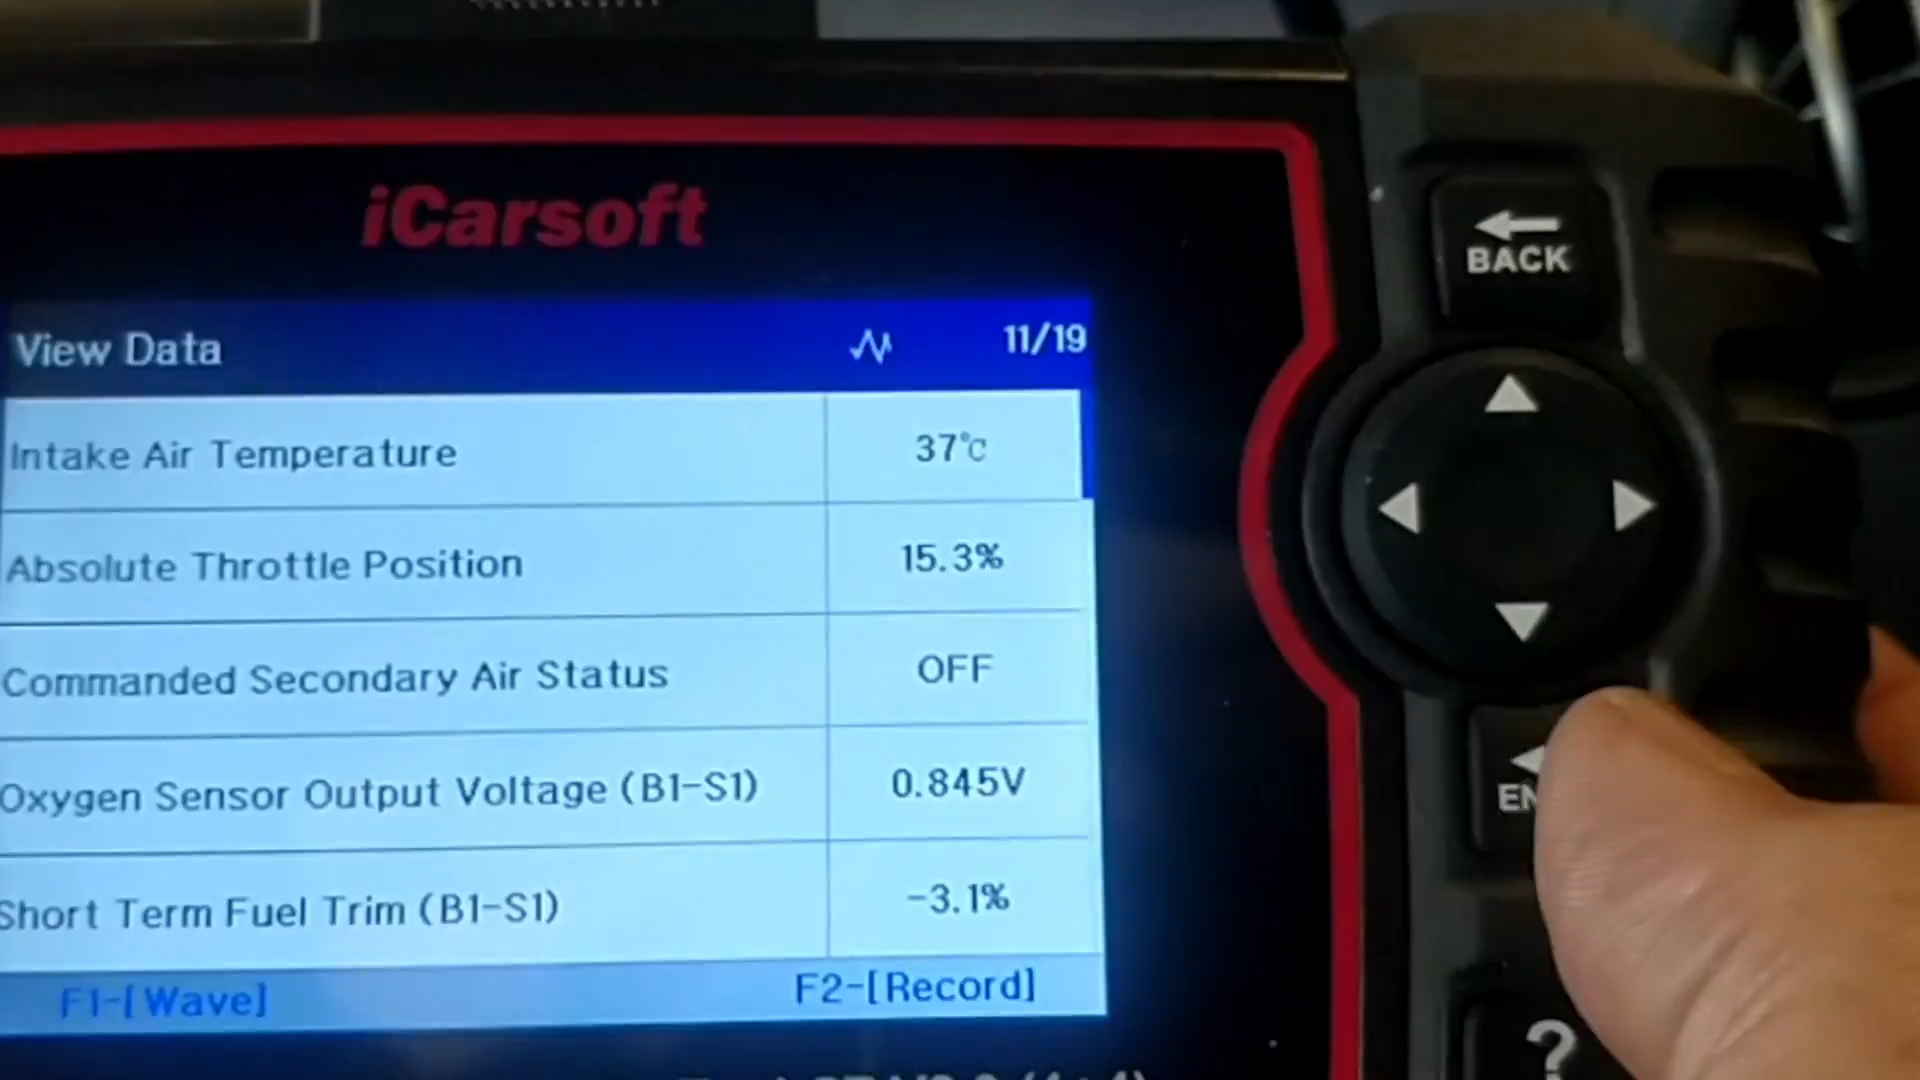 iCarsoft
BACK
View Data 11/19
Intake Air Temperature 37℃
Absolute Throttle Position 15.3%
Commanded Secondary Air Status OFF
Oxygen Sensor Output Voltage (B1-S1) 0.845V
Short Term Fuel Trim (B1-S1) -3.1%
F1-[Wave] F2-[Record]
?